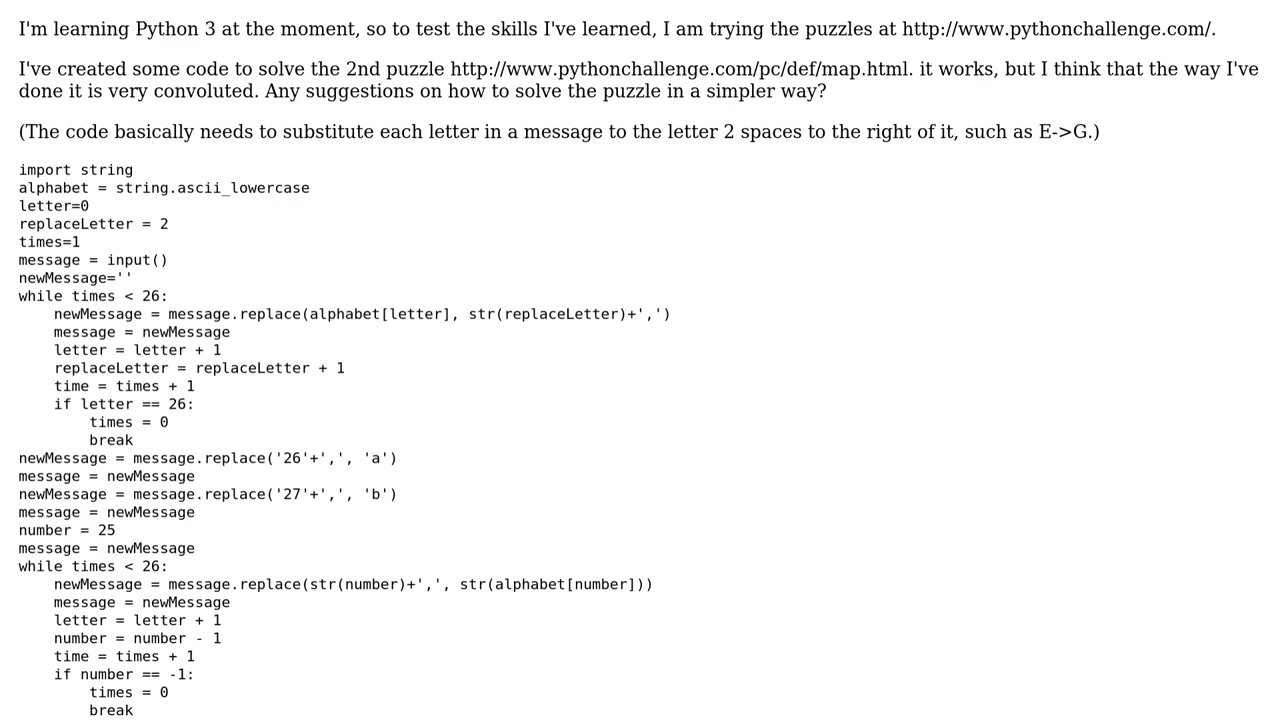 I'm learning Python 3 at the moment, so to test the skills I've learned, I am trying the puzzles at http://www.pythonchallenge.com/.
I've created some code to solve the 2nd puzzle http://www.pythonchallenge.com/pc/def/map.html. it works, but I think that the way I've
done it is very convoluted. Any suggestions on how to solve the puzzle in a simpler way?
(The code basically needs to substitute each letter in a message to the letter 2 spaces to the right of it, such as E->G.)
import string
alphabet = string.ascii_lowercase
letter=0
replaceLetter = 2
times=1
message = input()
newMessage=''
while times < 26:
    newMessage = message.replace(alphabet[letter], str(replaceLetter)+',')
    message = newMessage
    letter = letter + 1
    replaceLetter = replaceLetter + 1
    time = times + 1
    if letter == 26:
        times = 0
        break
newMessage = message.replace('26'+',', 'a')
message = newMessage
newMessage = message.replace('27'+',', 'b')
message = newMessage
number = 25
message = newMessage
while times < 26:
    newMessage = message.replace(str(number)+',', str(alphabet[number]))
    message = newMessage
    letter = letter + 1
    number = number - 1
    time = times + 1
    if number == -1:
        times = 0
        break